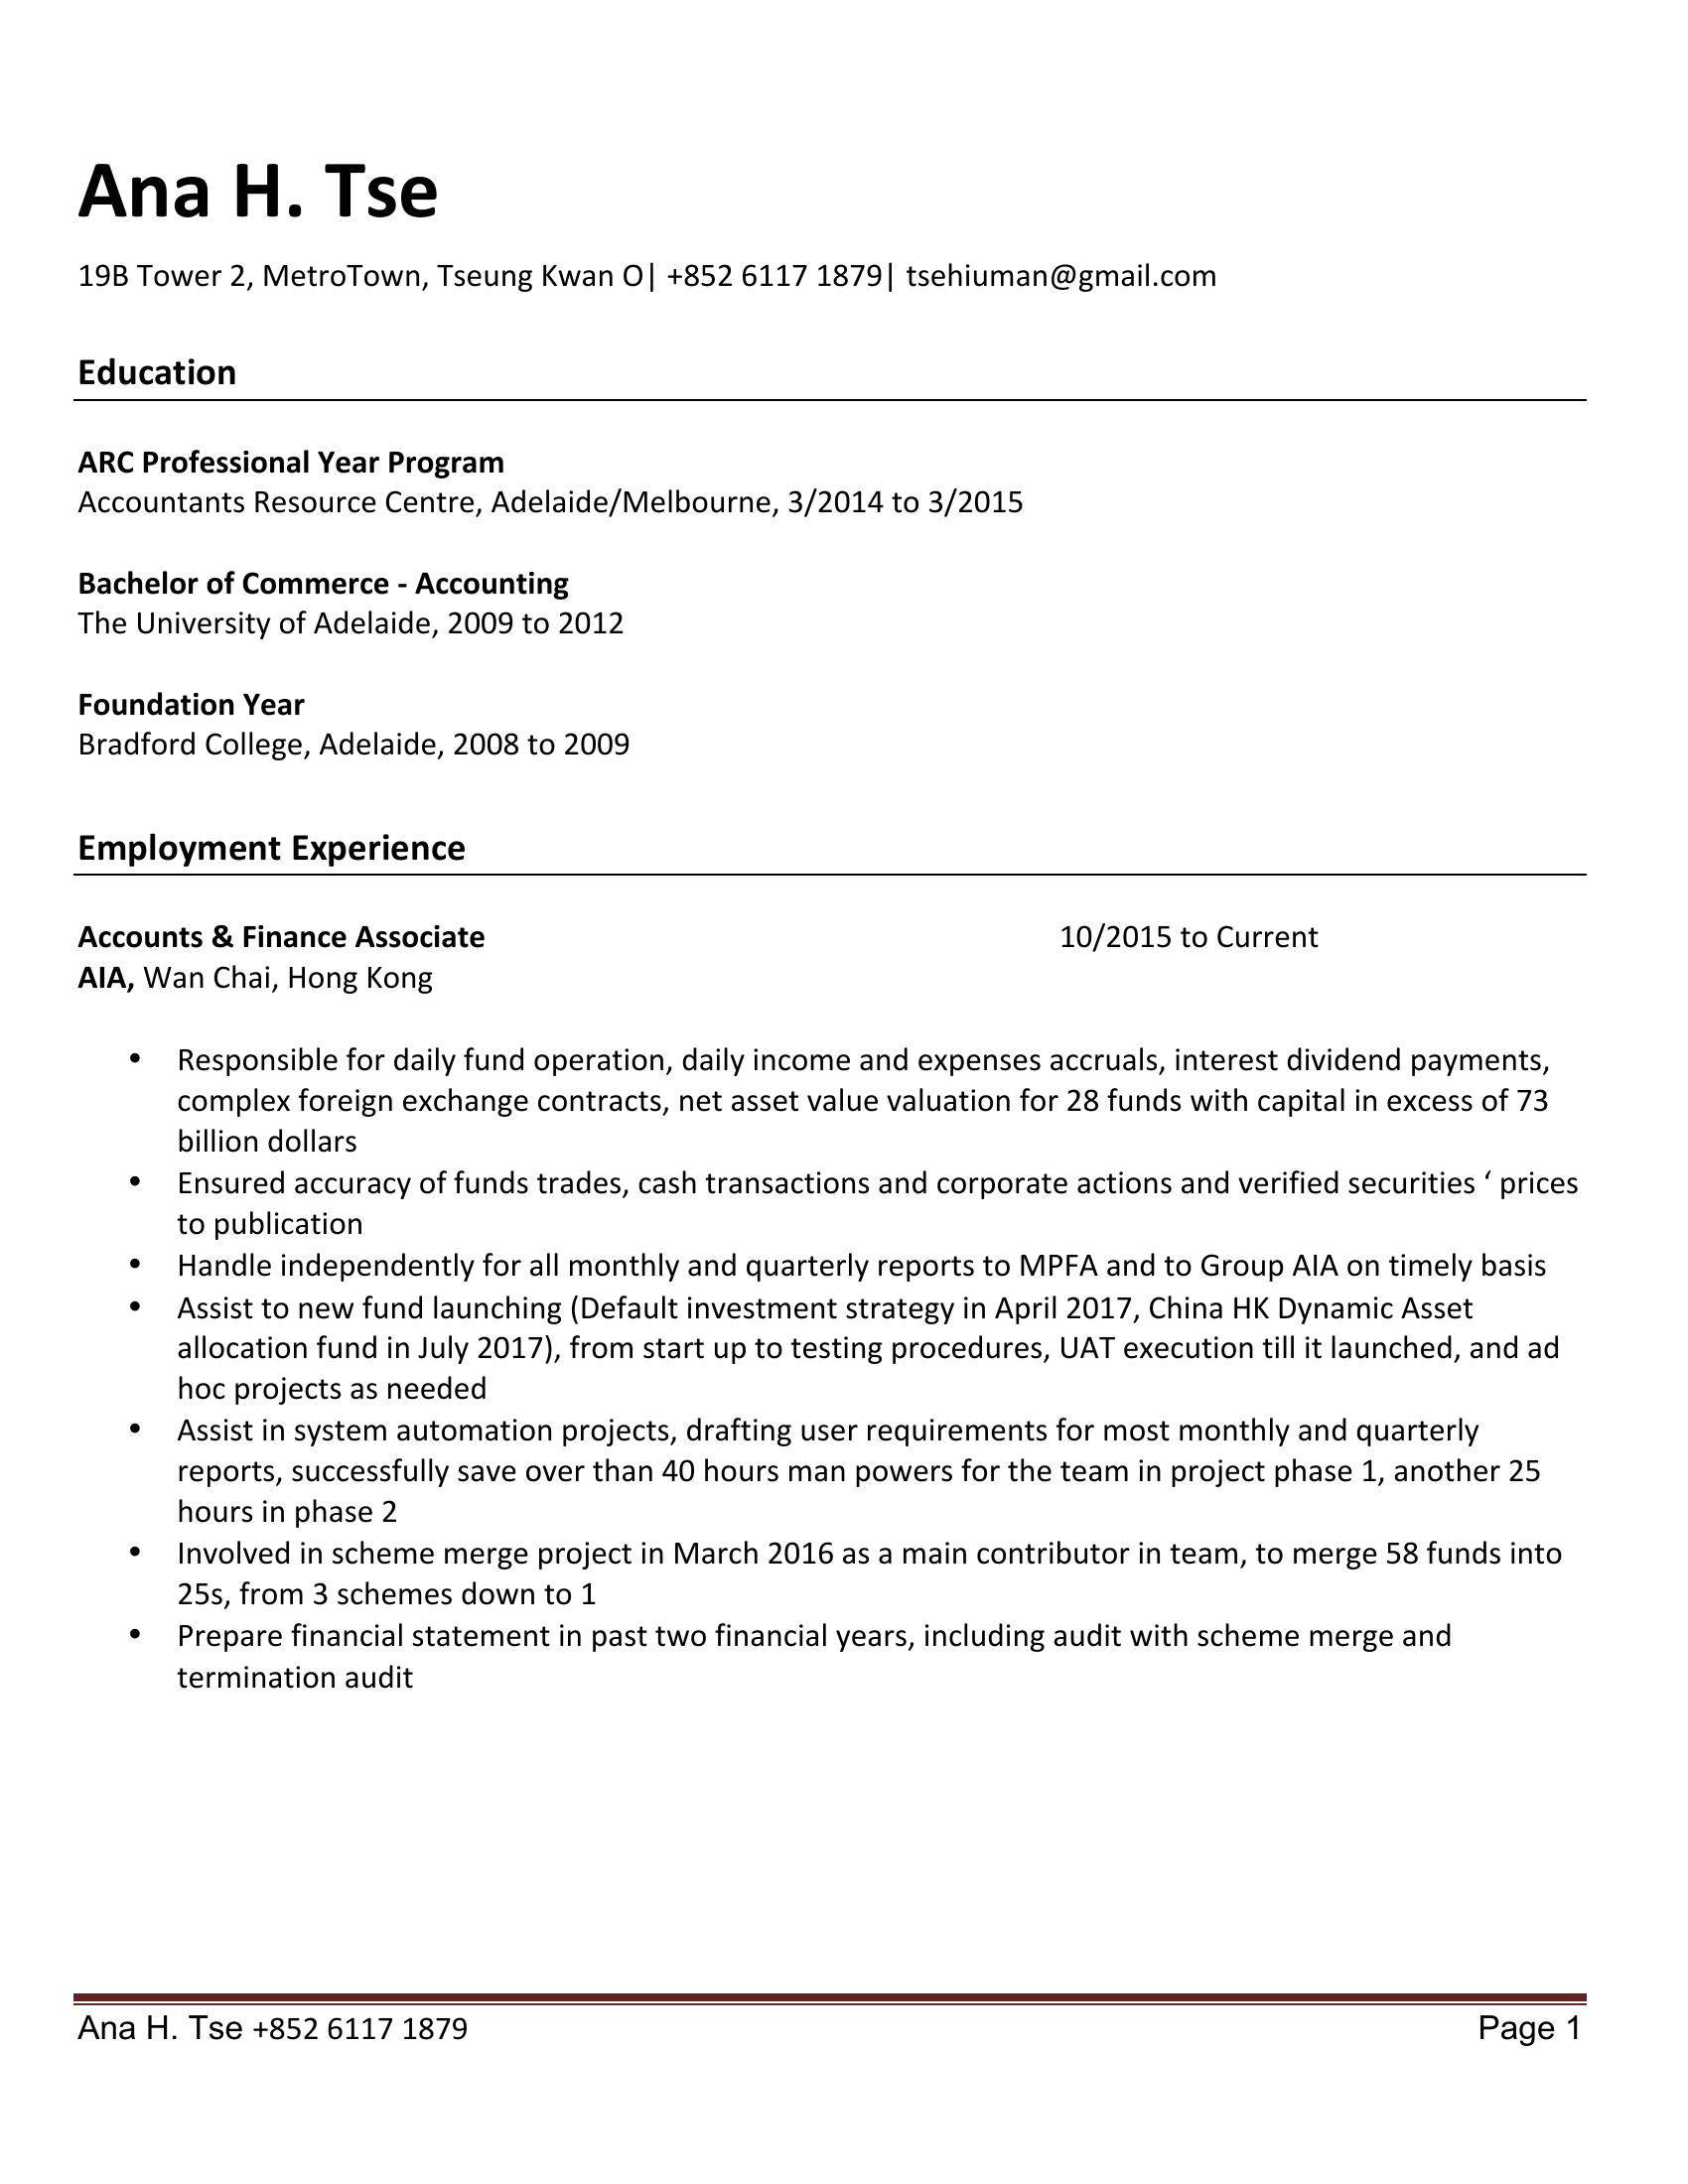 Ana H. Tse
19B Tower 2, MetroTown, Tseung Kwan O| +852 6117 1879| tsehiuman@gmail.com
Education
ARC Professional Year Program
Accountants Resource Centre, Adelaide/Melbourne, 3/2014 to 3/2015
Bachelor of Commerce - Accounting
The University of Adelaide, 2009 to 2012
Foundation Year
Bradford College, Adelaide, 2008 to 2009
Employment Experience
Accounts & Finance Associate 10/2015 to Current
AIA, Wan Chai, Hong Kong
• Responsible for daily fund operation, daily income and expenses accruals, interest dividend payments,
complex foreign exchange contracts, net asset value valuation for 28 funds with capital in excess of 73
billion dollars
• Ensured accuracy of funds trades, cash transactions and corporate actions and verified securities ‘ prices
to publication
• Handle independently for all monthly and quarterly reports to MPFA and to Group AIA on timely basis
• Assist to new fund launching (Default investment strategy in April 2017, China HK Dynamic Asset
allocation fund in July 2017), from start up to testing procedures, UAT execution till it launched, and ad
hoc projects as needed
• Assist in system automation projects, drafting user requirements for most monthly and quarterly
reports, successfully save over than 40 hours man powers for the team in project phase 1, another 25
hours in phase 2
• Involved in scheme merge project in March 2016 as a main contributor in team, to merge 58 funds into
25s, from 3 schemes down to 1
• Prepare financial statement in past two financial years, including audit with scheme merge and
termination audit
Ana H. Tse +852 6117 1879 Page 1